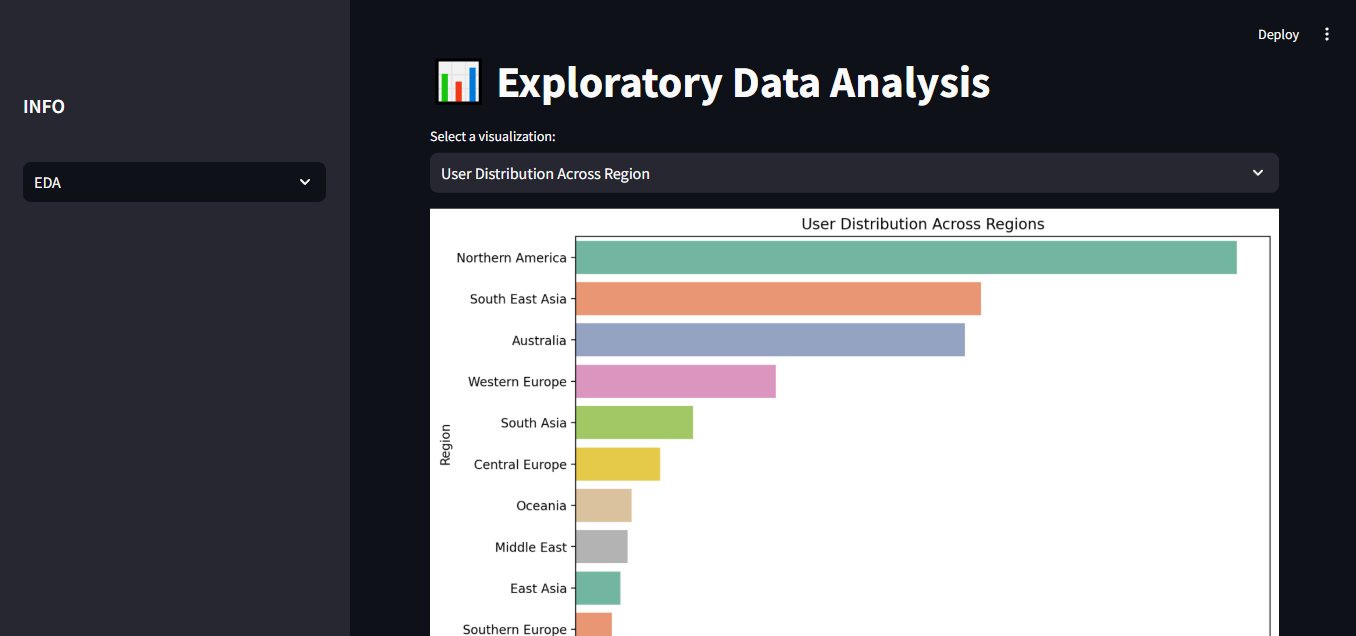 Deploy
INFO
EDA
Exploratory Data Analysis
Select a visualization:
User Distribution Across Region
User Distribution Across Regions
Northern America
South East Asia
Australia
Western Europe
South Asia
Central Europe
Oceania
Middle East
East Asia
Southern Europe
Region